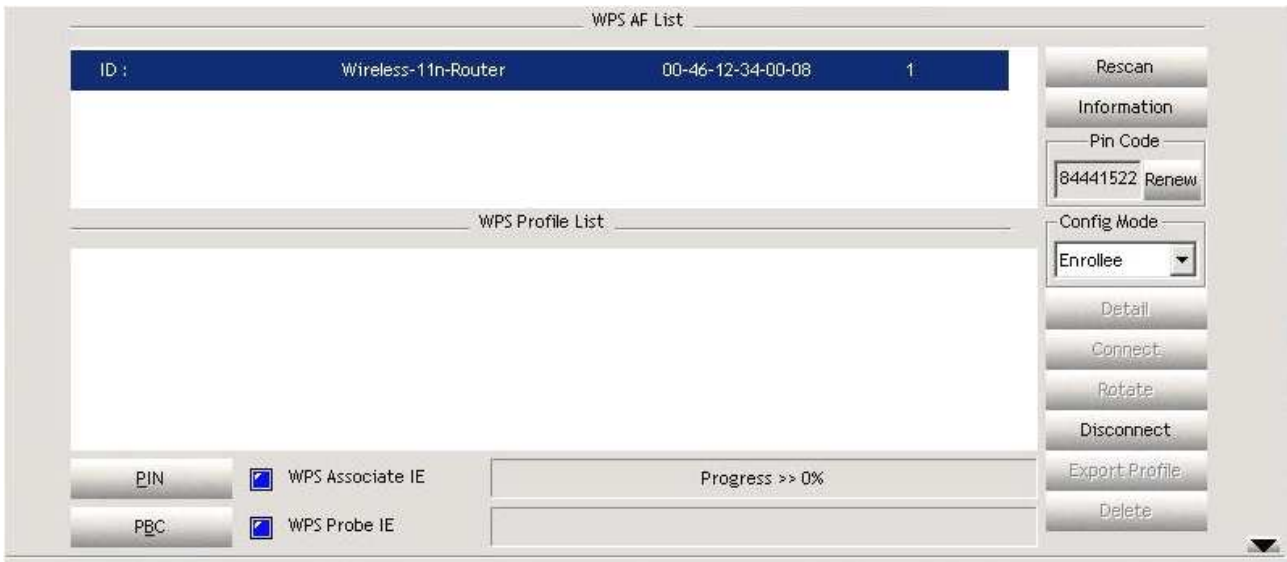 WPS AF List
ID :    Wireless-11n-Router    00-46-12-34-00-08    1
Rescan
Information
Pin Code
84441522 Renew
WPS Profile List
Config Mode
Enrollee
Detail
Connect
Rotate
Disconnect
Export Profile
Delete
PIN    WPS Associate IE    Progress >> 0%
PBC    WPS Probe IE